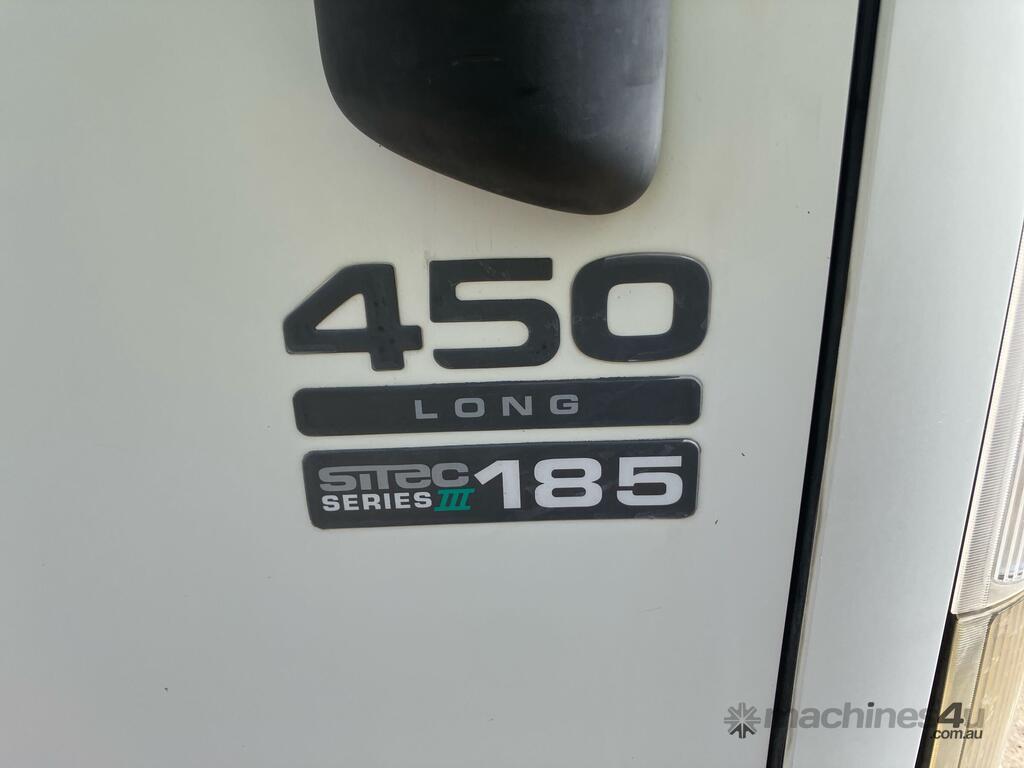 450
LONG
SITEC
SERIES III 185
machines4u
.com.au